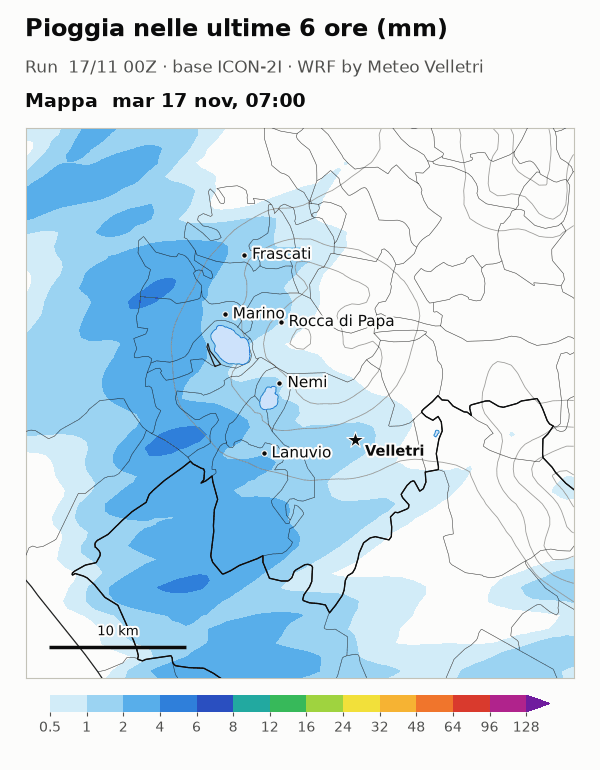 Pioggia nelle ultime 6 ore (mm)
Run  17/11 00Z · base ICON-2I · WRF by Meteo Velletri
Mappa  mar 17 nov, 07:00
Frascati
Marino
Rocca di Papa
Nemi
Velletri
Lanuvio
10 km
0.5 1 2 4 6 8 12 16 24 32 48 64 96 128